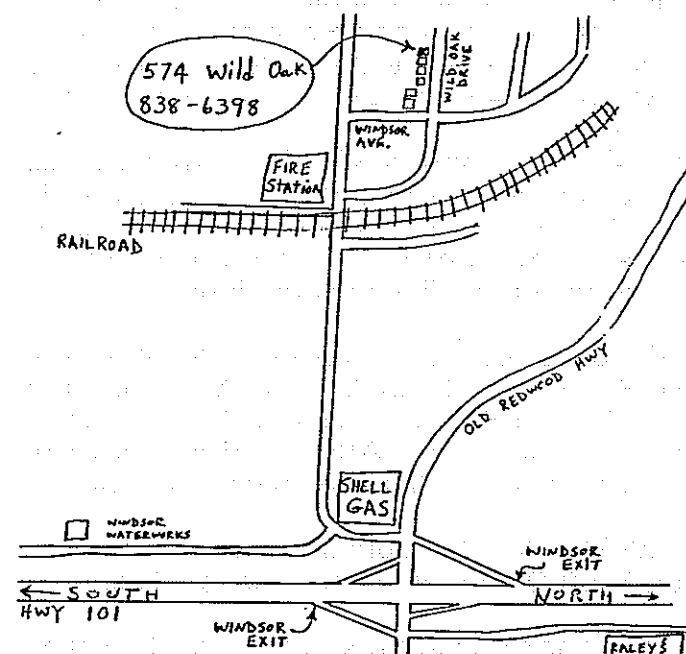 574 Wild Oak
838-6398
WILD OAK
DRIVE
WINDSOR
AVE.
FIRE
Station
RAILROAD
OLD REDWOOD HWY
SHELL
GAS
WINDSOR
WATERWRKS
WINDSOR
EXIT
← SOUTH
NORTH →
HWY 101
WINDSOR
EXIT
RALEY'S